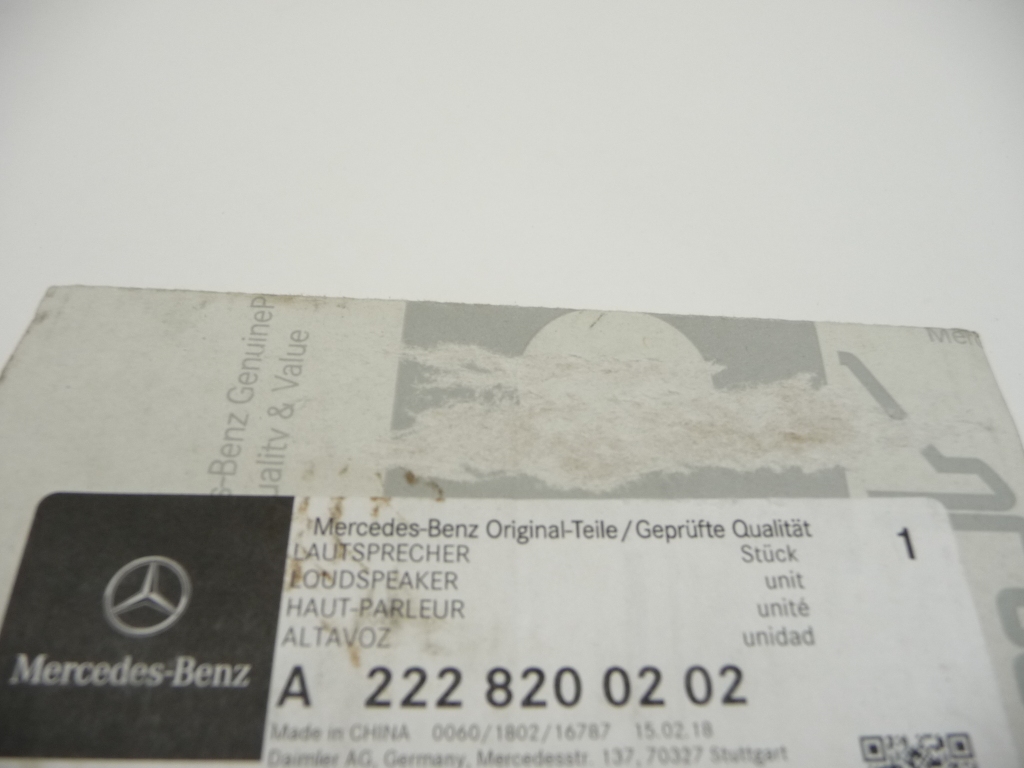 s-Benz GenuineP
uality & Value
Mer
Mercedes-Benz Original-Teile/Geprüfte Qualität
LAUTSPRECHER Stück 1
LOUDSPEAKER unit
HAUT-PARLEUR unité
ALTAVOZ unidad
Mercedes-Benz
A 222 820 02 02
Made in CHINA 0060/1802/16787 15.02.18
Daimler AG, Germany, Mercedesstr. 137, 70327 Stuttgart